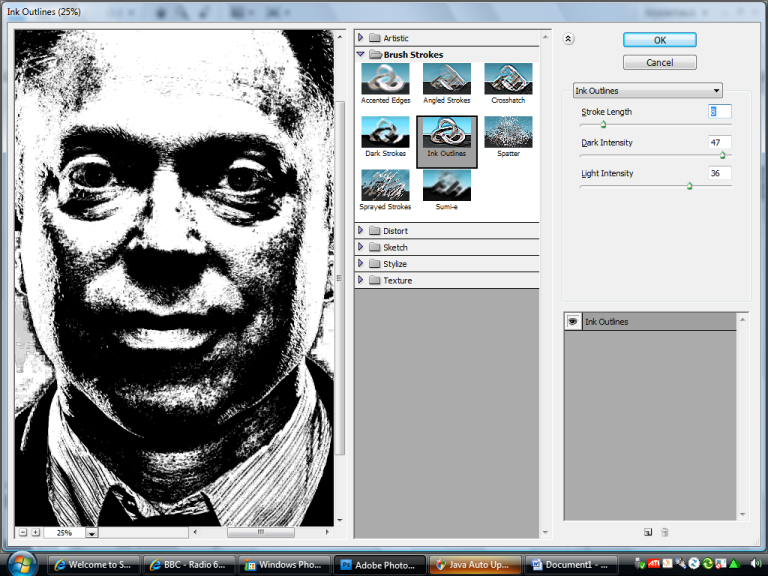 Ink Outlines (25%)
Artistic
Brush Strokes
Accented Edges
Angled Strokes
Crosshatch
Dark Strokes
Ink Outlines
Spatter
Sprayed Strokes
Sumi-e
Distort
Sketch
Stylize
Texture
OK
Cancel
Ink Outlines
Stroke Length
Dark Intensity 47
Light Intensity 36
Ink Outlines
25%
Welcome to S...
BBC - Radio 6...
Windows Pho...
Adobe Photo...
Java Auto Up...
Document1 - ...